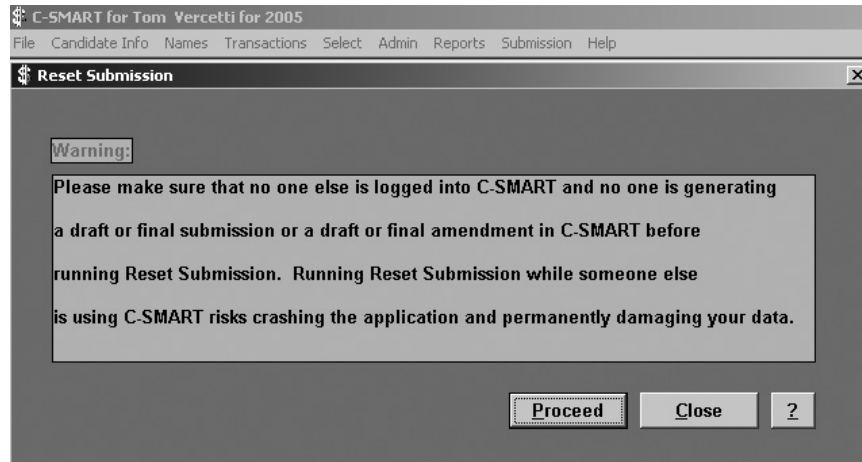 C-SMART for Tom Vercetti for 2005
File Candidate Info Names Transactions Select Admin Reports Submission Help
Reset Submission
Warning:
Please make sure that no one else is logged into C-SMART and no one is generating
a draft or final submission or a draft or final amendment in C-SMART before
running Reset Submission. Running Reset Submission while someone else
is using C-SMART risks crashing the application and permanently damaging your data.
Proceed Close ?